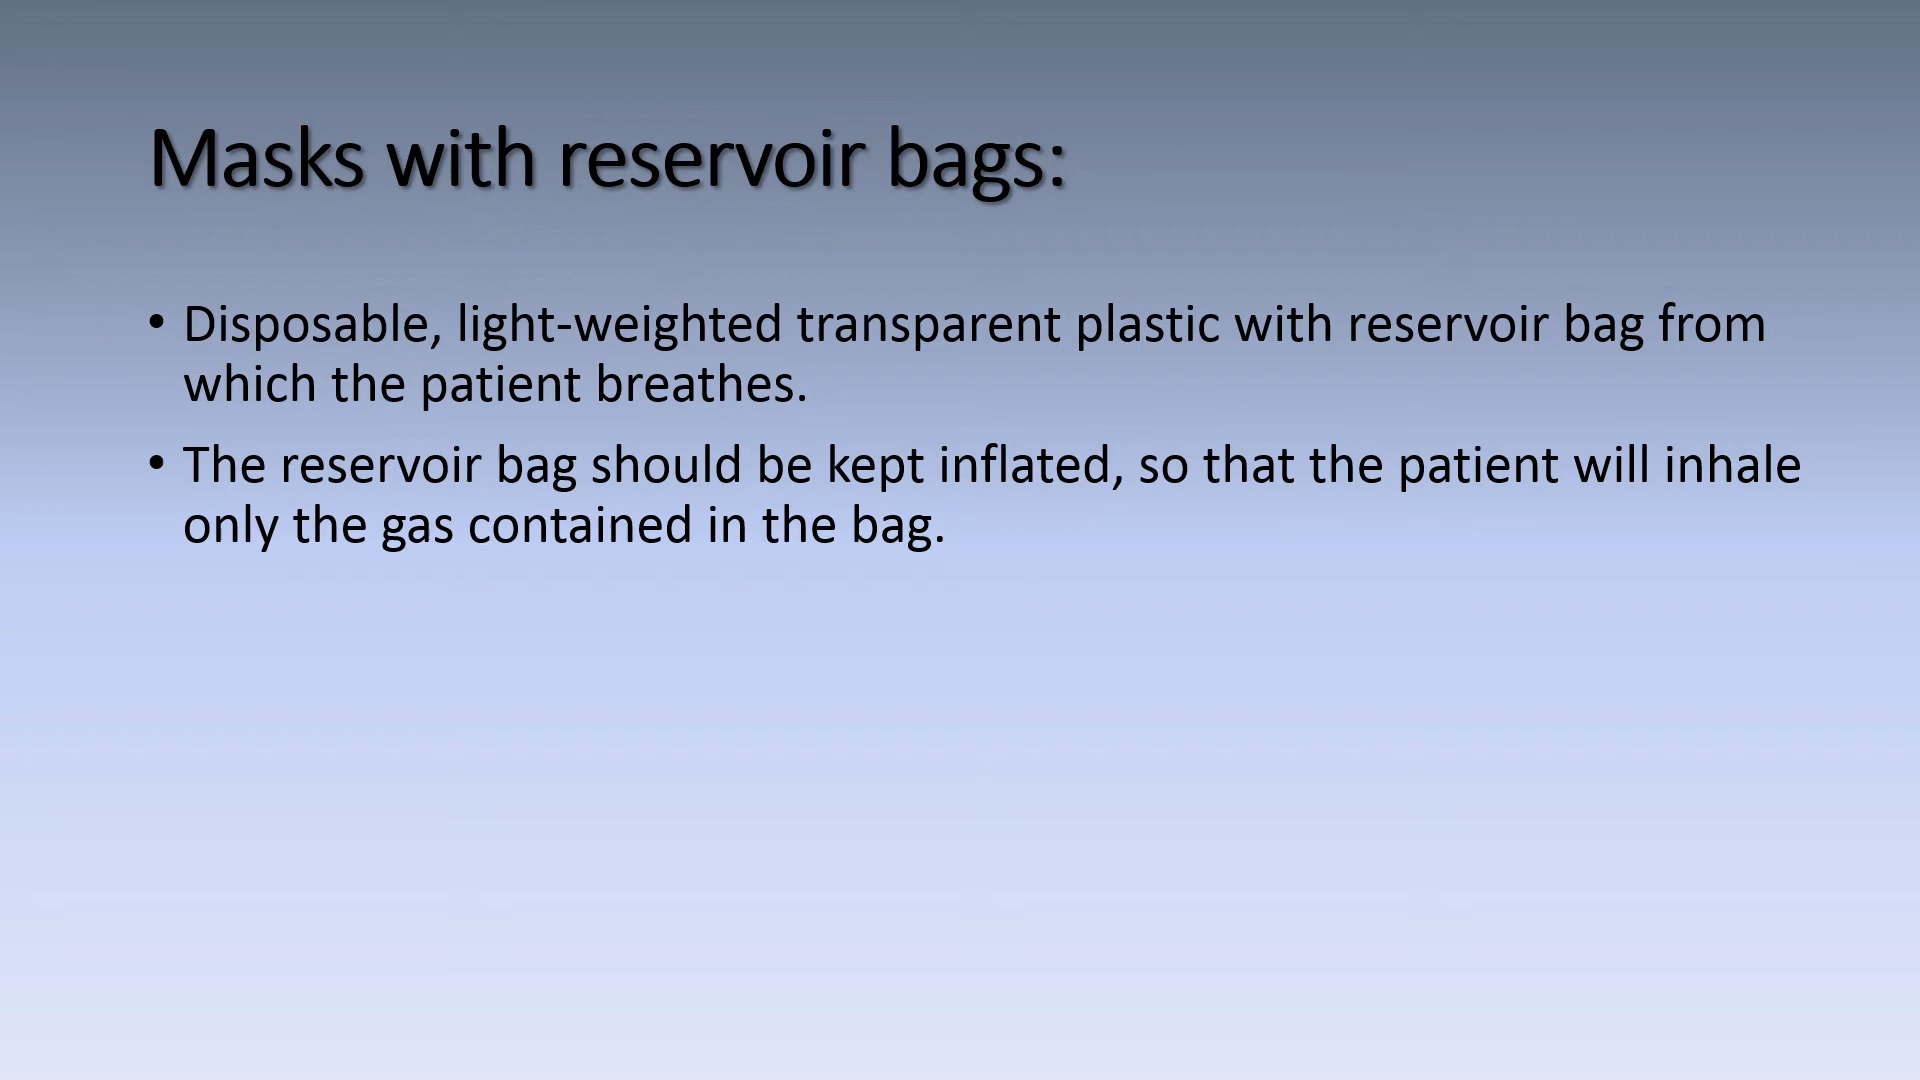 Masks with reservoir bags:
• Disposable, light-weighted transparent plastic with reservoir bag from
which the patient breathes.
• The reservoir bag should be kept inflated, so that the patient will inhale
only the gas contained in the bag.